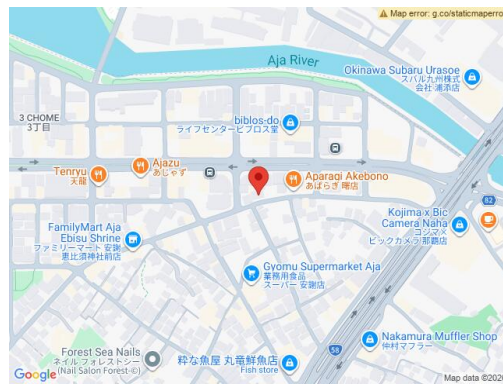 Map error: g.co/staticmaperro
Aja River
Okinawa Subaru Urasoe
スバル九州株式
会社 浦添店
biblos-do
ライフセンタービブロス堂
3 CHOME
3丁目
Ajazu
あじゃず
Tenryu
天龍
Aparagi Akebono
あぱらぎ 曙店
82
Kojima x Bic
Camera Naha
コジマ×
ビックカメラ 那覇店
FamilyMart Aja
Ebisu Shrine
ファミリーマート 安謝
恵比須神社前店
Gyomu Supermarket Aja
業務用食品
スーパー 安謝店
58
Nakamura Muffler Shop
仲村マフラー
Forest Sea Nails
ネイルフォレストシー
(Nail Salon Forest-C)
粋な魚屋 丸竜鮮魚店
Fish store
Google
Map data ©202